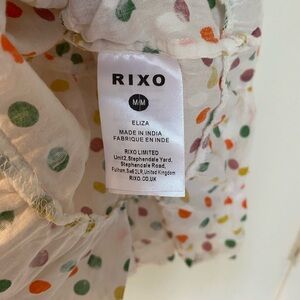 RIXO
M/M
ELIZA
MADE IN INDIA
FABRIQUE EN INDE
RIXO LIMITED
Unit2, Stephendale Yard,
Stephendale Road,
Fulham, Sw6 2LR, United Kingdom
RIXO.CO.UK